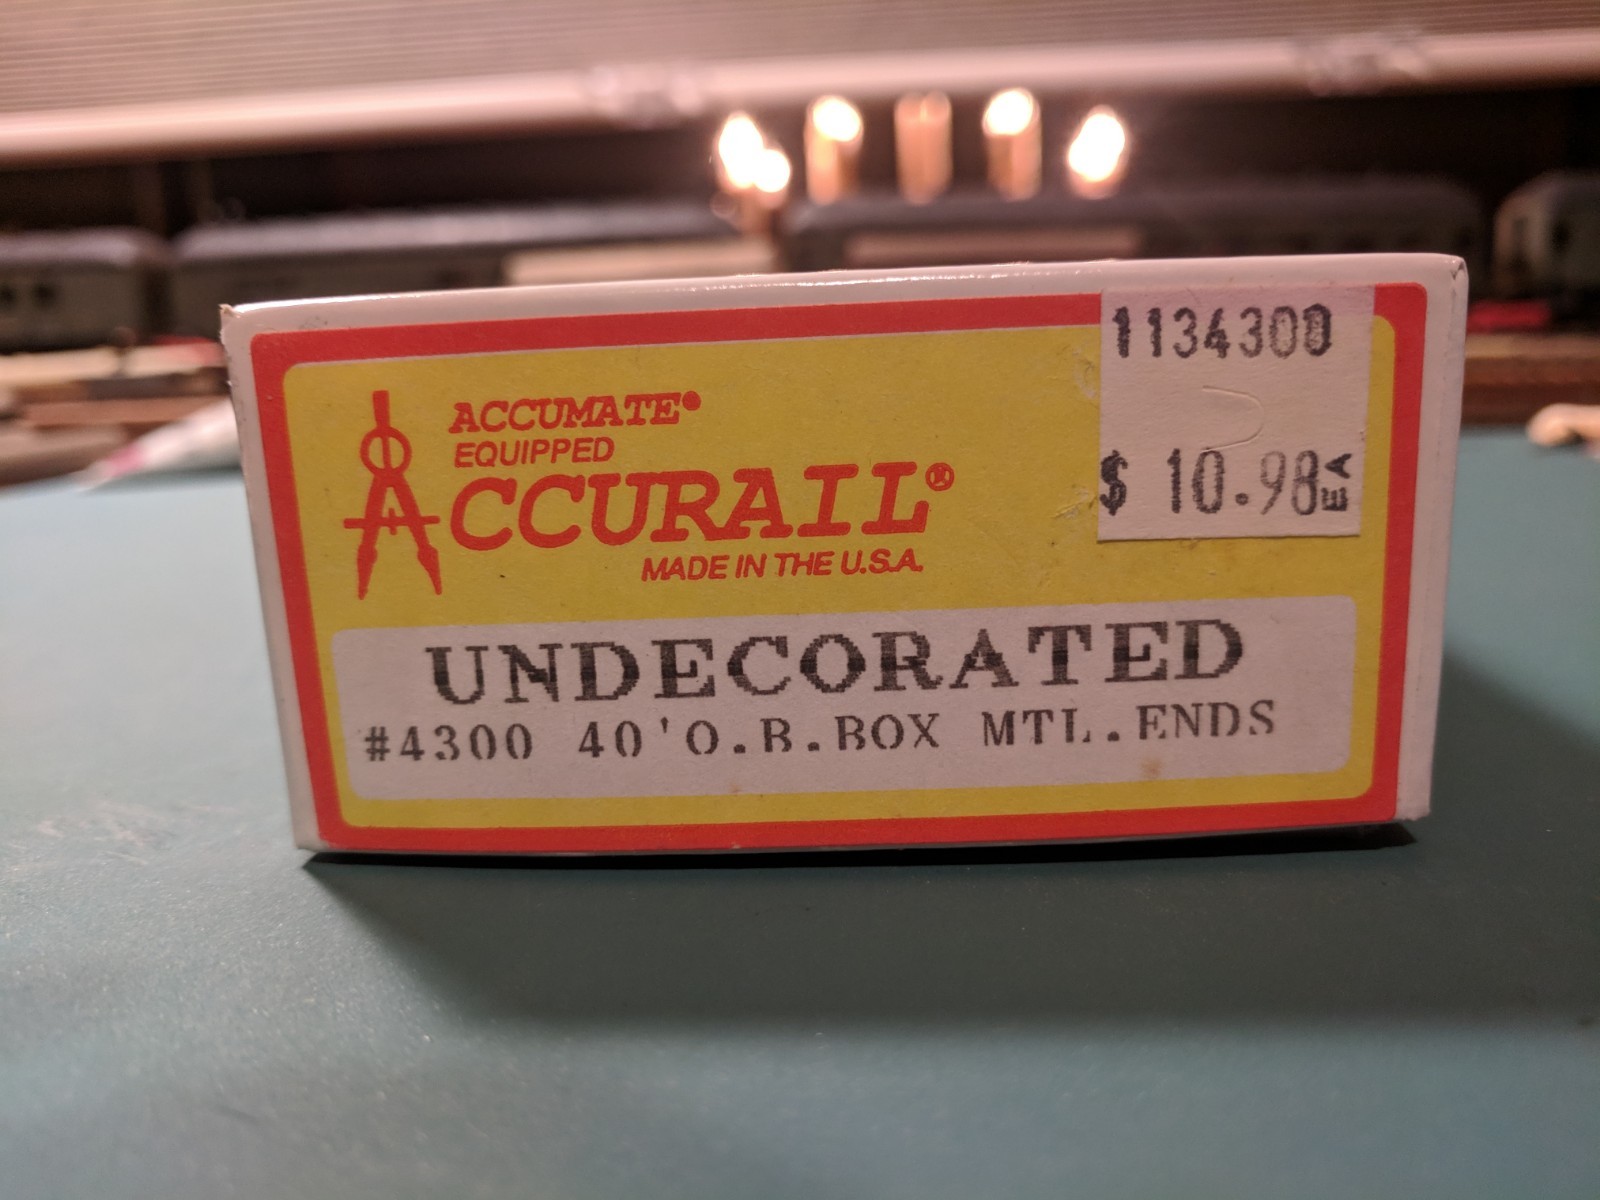 1134300
$ 10.98 EA
ACCUMATE®
EQUIPPED
ACCURAIL®
MADE IN THE U.S.A.
UNDECORATED
#4300 40'O.B.BOX MTL.ENDS